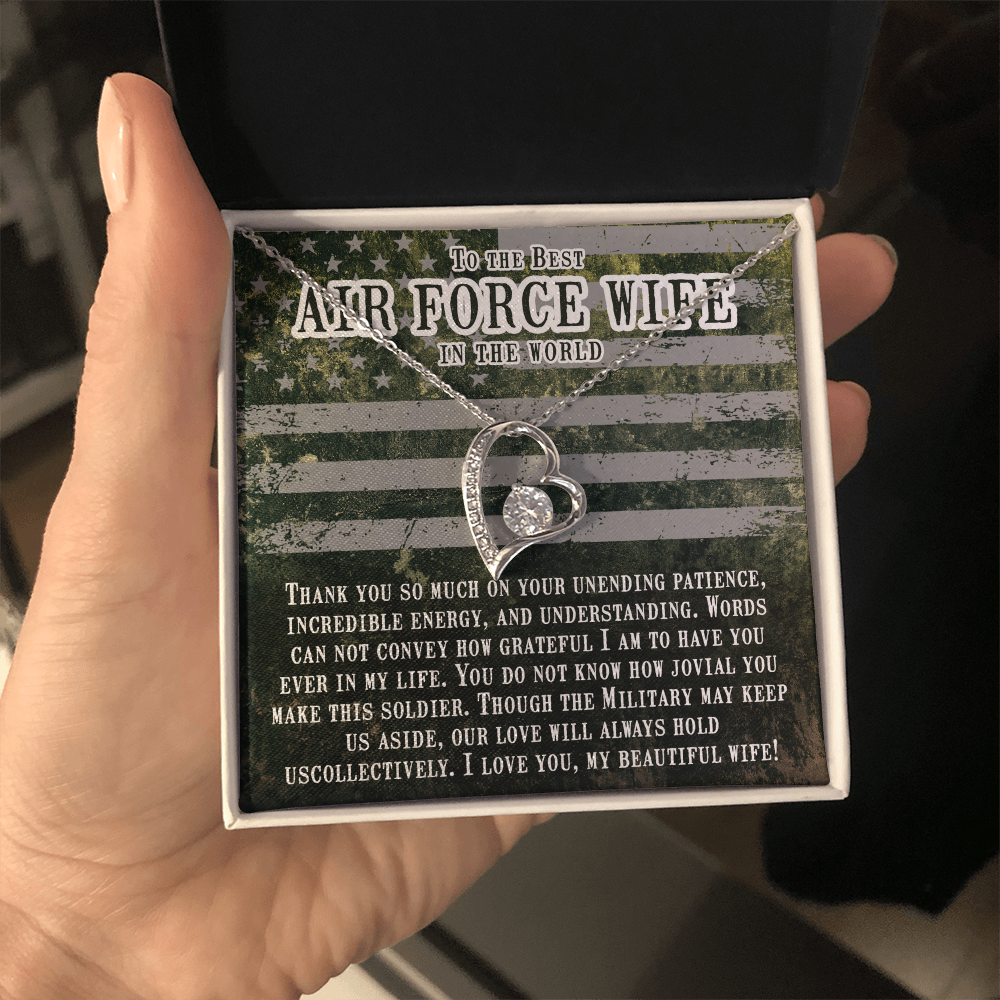 To the Best
AIR FORCE WIFE
in the world
Thank you so much on your unending patience,
incredible energy, and understanding. Words
can not convey how grateful I am to have you
ever in my life. You do not know how jovial you
make this soldier. Though the Military may keep
us aside, our love will always hold
uscollectively. I love you, my beautiful wife!